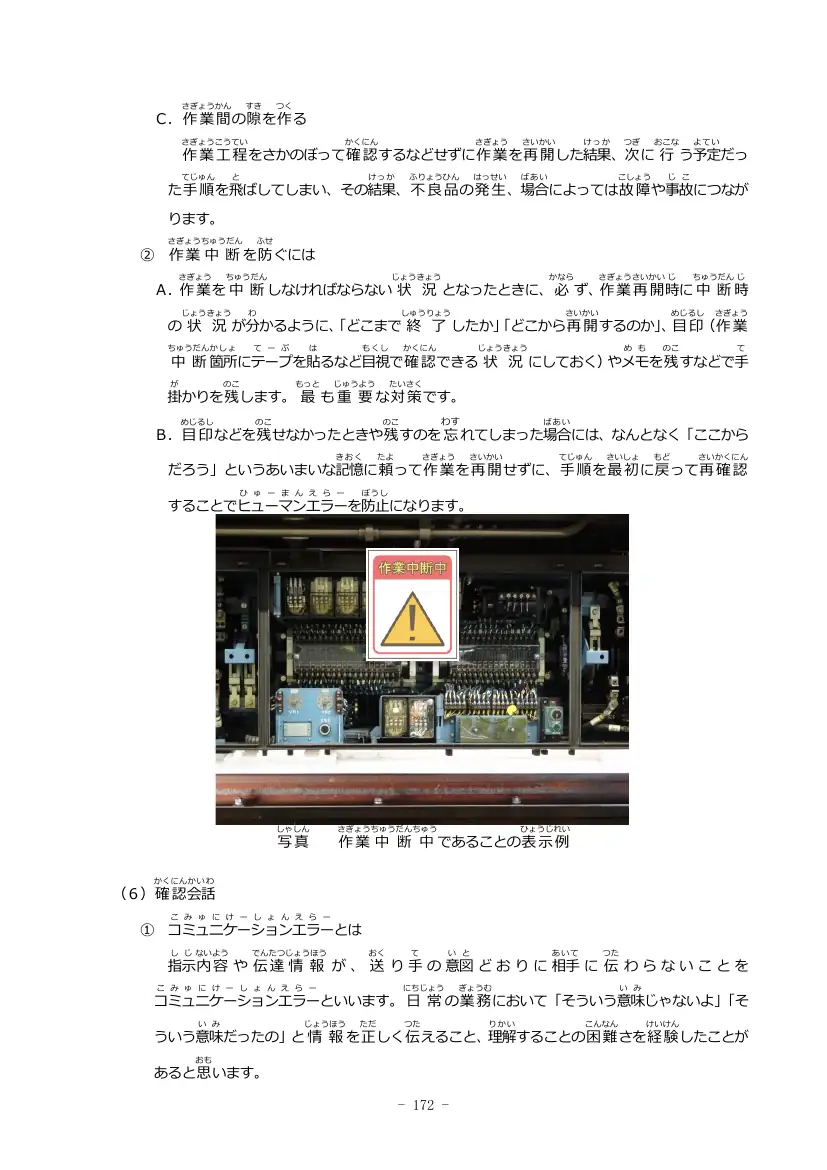 C．作業間の隙を作る
作業工程をさかのぼって確認するなどせずに作業を再開した結果、次に行う予定だっ
た手順を飛ばしてしまい、その結果、不良品の発生、場合によっては故障や事故につなが
ります。
② 作業中断を防ぐには
A．作業を中断しなければならない状況となったときに、必ず、作業再開時に中断時
の状況が分かるように、「どこまで終了したか」「どこから再開するのか」、目印（作業
中断箇所にテープを貼るなど目視で確認できる状況にしておく）やメモを残すなどで手
掛かりを残します。最も重要な対策です。
B．目印などを残せなかったときや残すのを忘れてしまった場合には、なんとなく「ここから
だろう」というあいまいな記憶に頼って作業を再開せずに、手順を最初に戻って再確認
することでヒューマンエラーを防止になります。
作業中断中
写真 作業中断中であることの表示例
（6）確認会話
① コミュニケーションエラーとは
指示内容や伝達情報が、送り手の意図どおりに相手に伝わらないことを
コミュニケーションエラーといいます。日常の業務において「そういう意味じゃないよ」「そ
ういう意味だったの」と情報を正しく伝えること、理解することの困難さを経験したことが
あると思います。
- 172 -